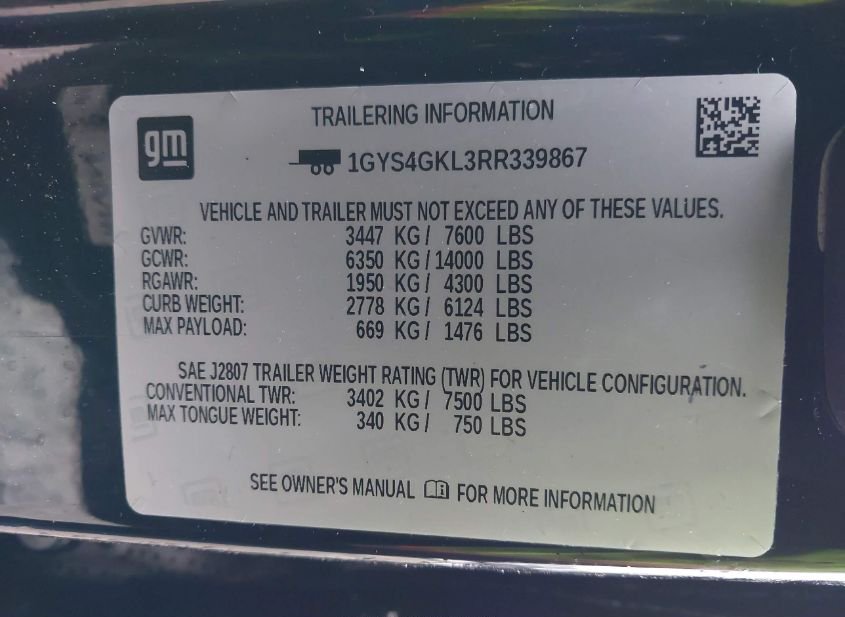 gm
TRAILERING INFORMATION
1GYS4GKL3RR339867
VEHICLE AND TRAILER MUST NOT EXCEED ANY OF THESE VALUES.
GVWR: 3447 KG/ 7600 LBS
GCWR: 6350 KG/14000 LBS
RGAWR: 1950 KG/ 4300 LBS
CURB WEIGHT: 2778 KG/ 6124 LBS
MAX PAYLOAD: 669 KG/ 1476 LBS
SAE J2807 TRAILER WEIGHT RATING (TWR) FOR VEHICLE CONFIGURATION.
CONVENTIONAL TWR: 3402 KG/ 7500 LBS
MAX TONGUE WEIGHT: 340 KG/ 750 LBS
SEE OWNER'S MANUAL FOR MORE INFORMATION